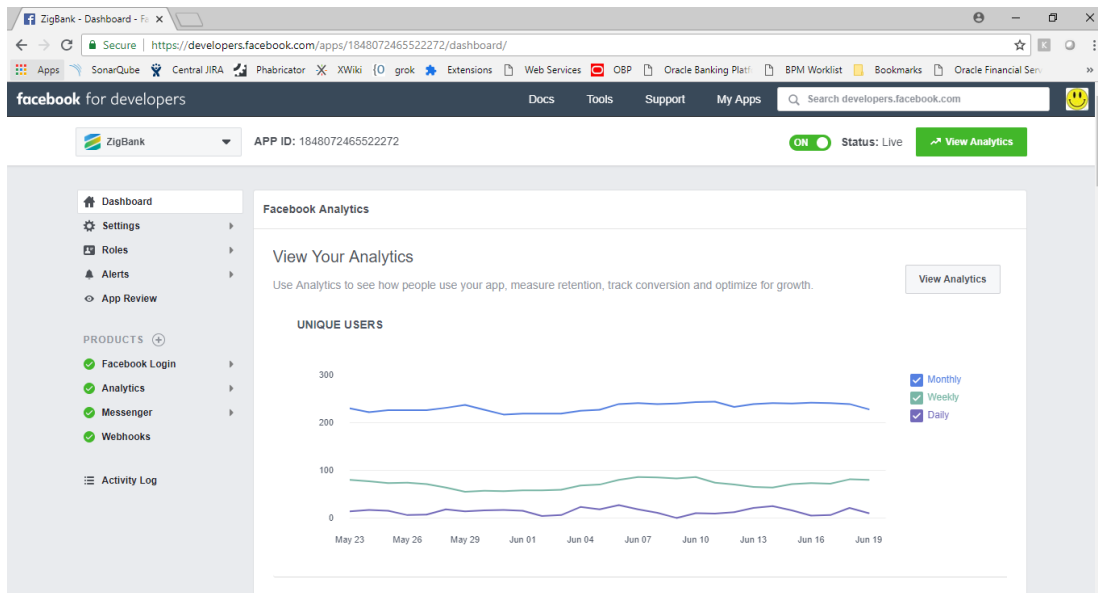 ZigBank - Dashboard - Fa
Secure | https://developers.facebook.com/apps/1848072465522272/dashboard/
Apps SonarQube Central JIRA Phabricator XWiki {O grok Extensions Web Services OBP Oracle Banking Platf BPM Worklist Bookmarks Oracle Financial Serv »
facebook for developers Docs Tools Support My Apps Search developers.facebook.com
ZigBank APP ID: 1848072465522272 ON Status: Live View Analytics
Dashboard
Settings
Roles
Alerts
App Review
PRODUCTS
Facebook Login
Analytics
Messenger
Webhooks
Activity Log
Facebook Analytics
View Your Analytics
Use Analytics to see how people use your app, measure retention, track conversion and optimize for growth.
View Analytics
UNIQUE USERS
300
200
100
0
May 23 May 26 May 29 Jun 01 Jun 04 Jun 07 Jun 10 Jun 13 Jun 16 Jun 19
Monthly
Weekly
Daily